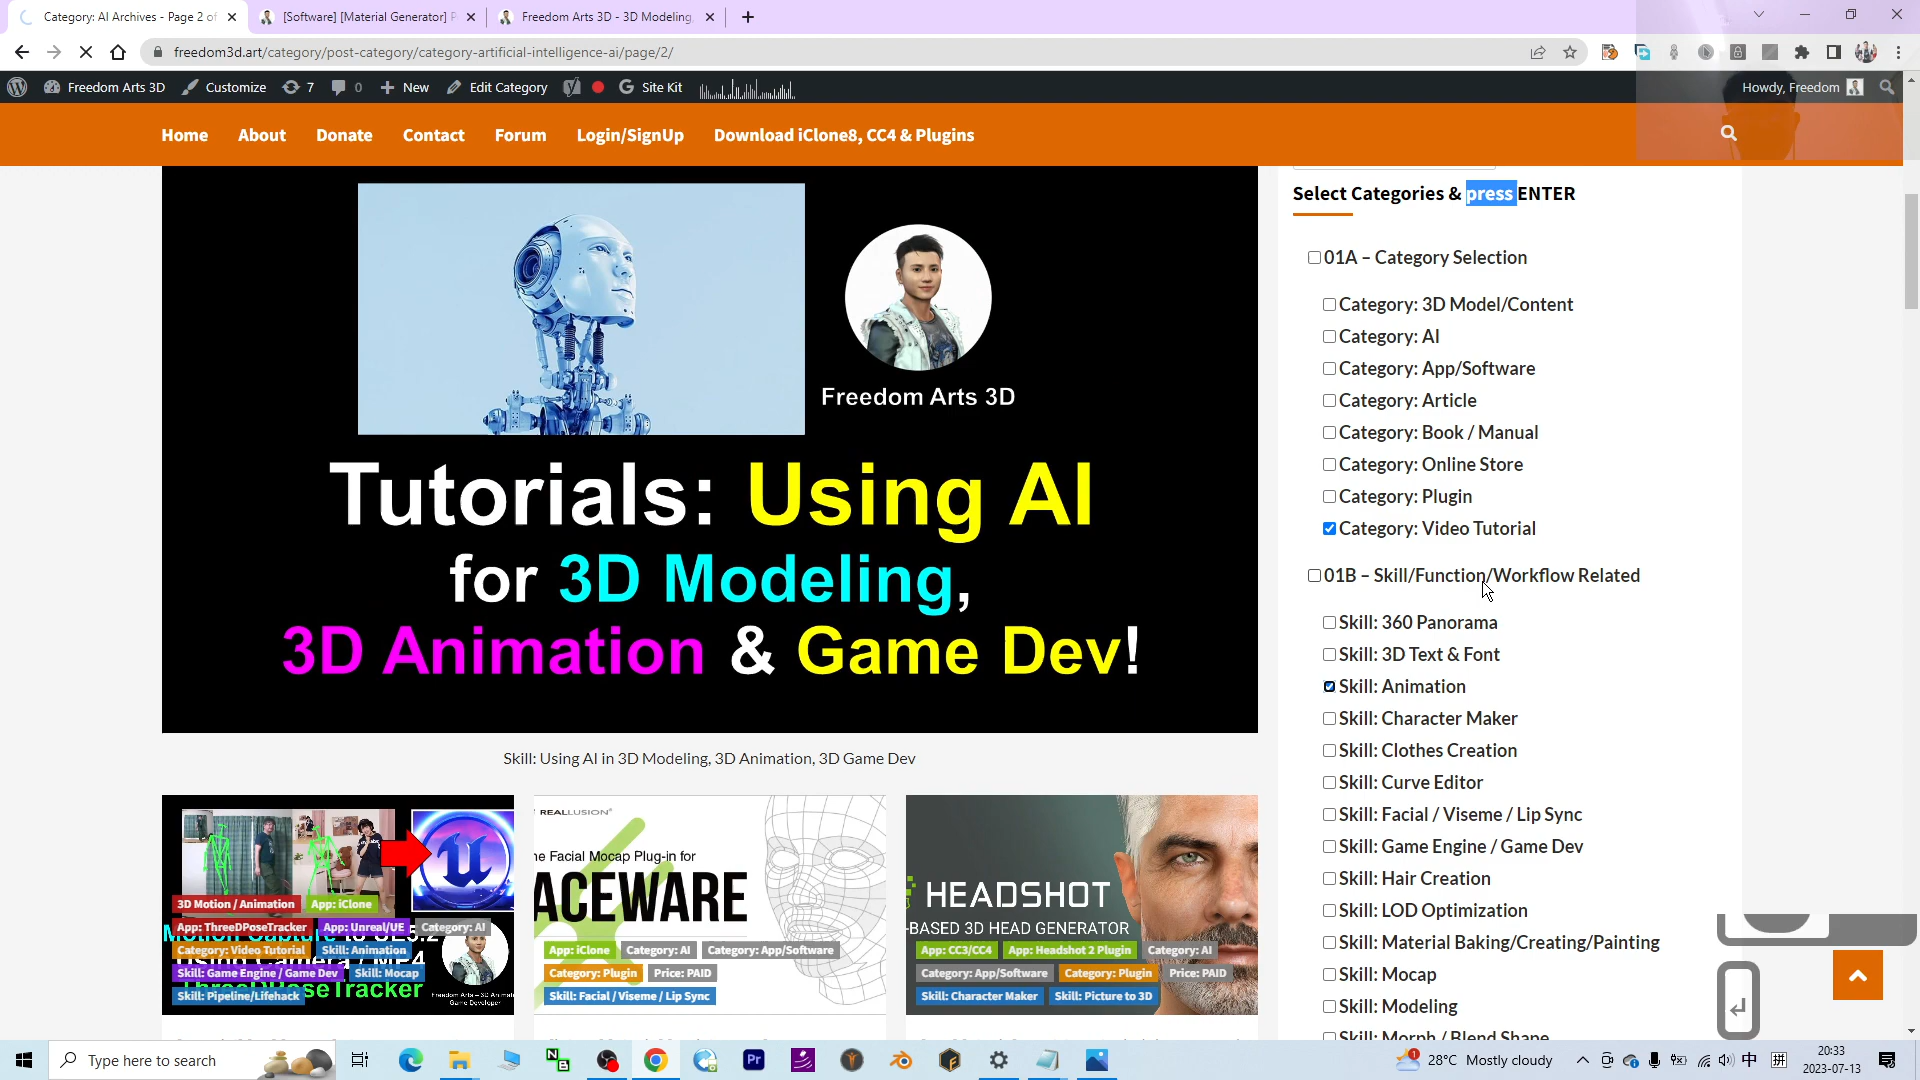 Category: AI Archives - Page 2 of
[Software] [Material Generator] P
Freedom Arts 3D - 3D Modeling,
freedom3d.art/category/post-category/category-artificial-intelligence-ai/page/2/
Freedom Arts 3D
Customize
7
0
New
Edit Category
Site Kit
Howdy, Freedom
Home
About
Donate
Contact
Forum
Login/SignUp
Download iClone8, CC4 & Plugins
Freedom Arts 3D
Tutorials: Using AI
for 3D Modeling,
3D Animation & Game Dev!
Skill: Using AI in 3D Modeling, 3D Animation, 3D Game Dev
3D Motion / Animation
App: iClone
App: ThreeDPoseTracker
App: Unreal/UE
Category: AI
Category: Video Tutorial
Skill: Animation
Skill: Game Engine / Game Dev
Skill: Mocap
Skill: Pipeline/Lifehack
REALLUSION
ne Facial Mocap Plug-in for
ACEWARE
App: iClone
Category: AI
Category: App/Software
Category: Plugin
Price: PAID
Skill: Facial / Viseme / Lip Sync
HEADSHOT
-BASED 3D HEAD GENERATOR
App: CC3/CC4
App: Headshot 2 Plugin
Category: AI
Category: App/Software
Category: Plugin
Price: PAID
Skill: Character Maker
Skill: Picture to 3D
Select Categories & press ENTER
01A – Category Selection
Category: 3D Model/Content
Category: AI
Category: App/Software
Category: Article
Category: Book / Manual
Category: Online Store
Category: Plugin
Category: Video Tutorial
01B – Skill/Function/Workflow Related
Skill: 360 Panorama
Skill: 3D Text & Font
Skill: Animation
Skill: Character Maker
Skill: Clothes Creation
Skill: Curve Editor
Skill: Facial / Viseme / Lip Sync
Skill: Game Engine / Game Dev
Skill: Hair Creation
Skill: LOD Optimization
Skill: Material Baking/Creating/Painting
Skill: Mocap
Skill: Modeling
Skill: Morph / Blend Shape
Type here to search
28°C Mostly cloudy
中
拼
20:33
2023-07-13